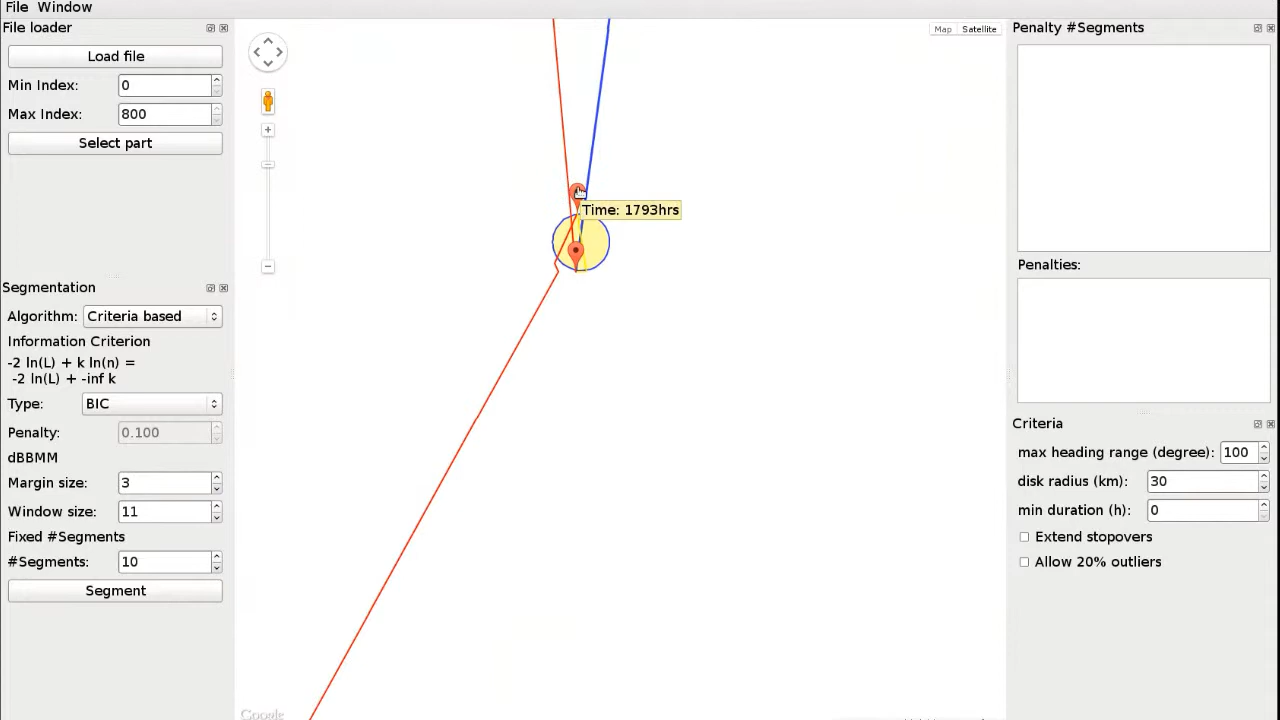 File Window
File loader
Load file
Min Index: 0
Max Index: 800
Select part
Segmentation
Algorithm: Criteria based
Information Criterion
-2 ln(L) + k ln(n) =
-2 ln(L) + -inf k
Type: BIC
Penalty: 0.100
dBBMM
Margin size: 3
Window size: 11
Fixed #Segments
#Segments: 10
Segment
Map Satellite
Time: 1793hrs
Google
Penalty #Segments
Penalties:
Criteria
max heading range (degree): 100
disk radius (km): 30
min duration (h): 0
Extend stopovers
Allow 20% outliers